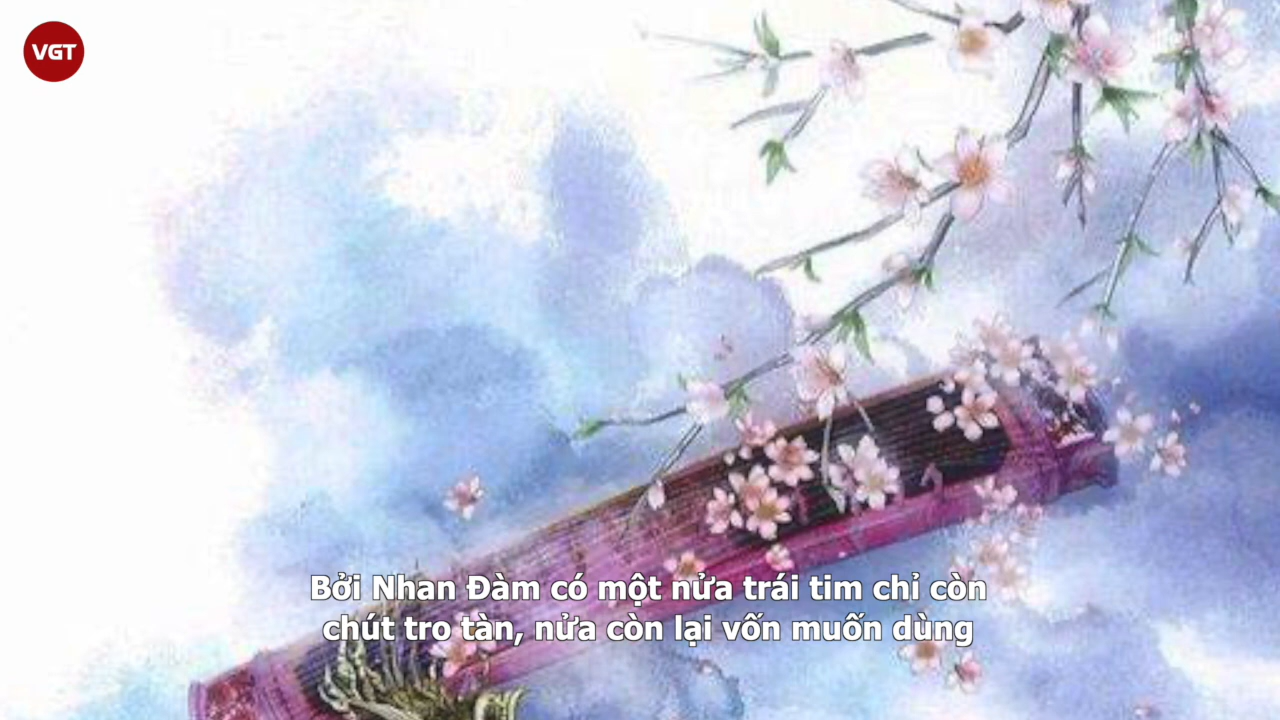 VGT
Bởi Nhan Đàm có một nửa trái tim chỉ còn
chút tro tàn, nửa còn lại vốn muốn dùng